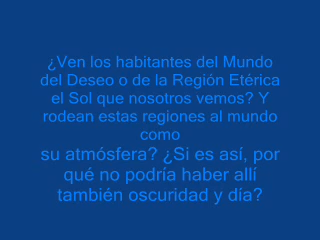 ¿Ven los habitantes del Mundo
del Deseo o de la Región Etérica
el Sol que nosotros vemos? Y
rodean estas regiones al mundo
como
su atmósfera? ¿Si es así, por
qué no podría haber allí
también oscuridad y día?